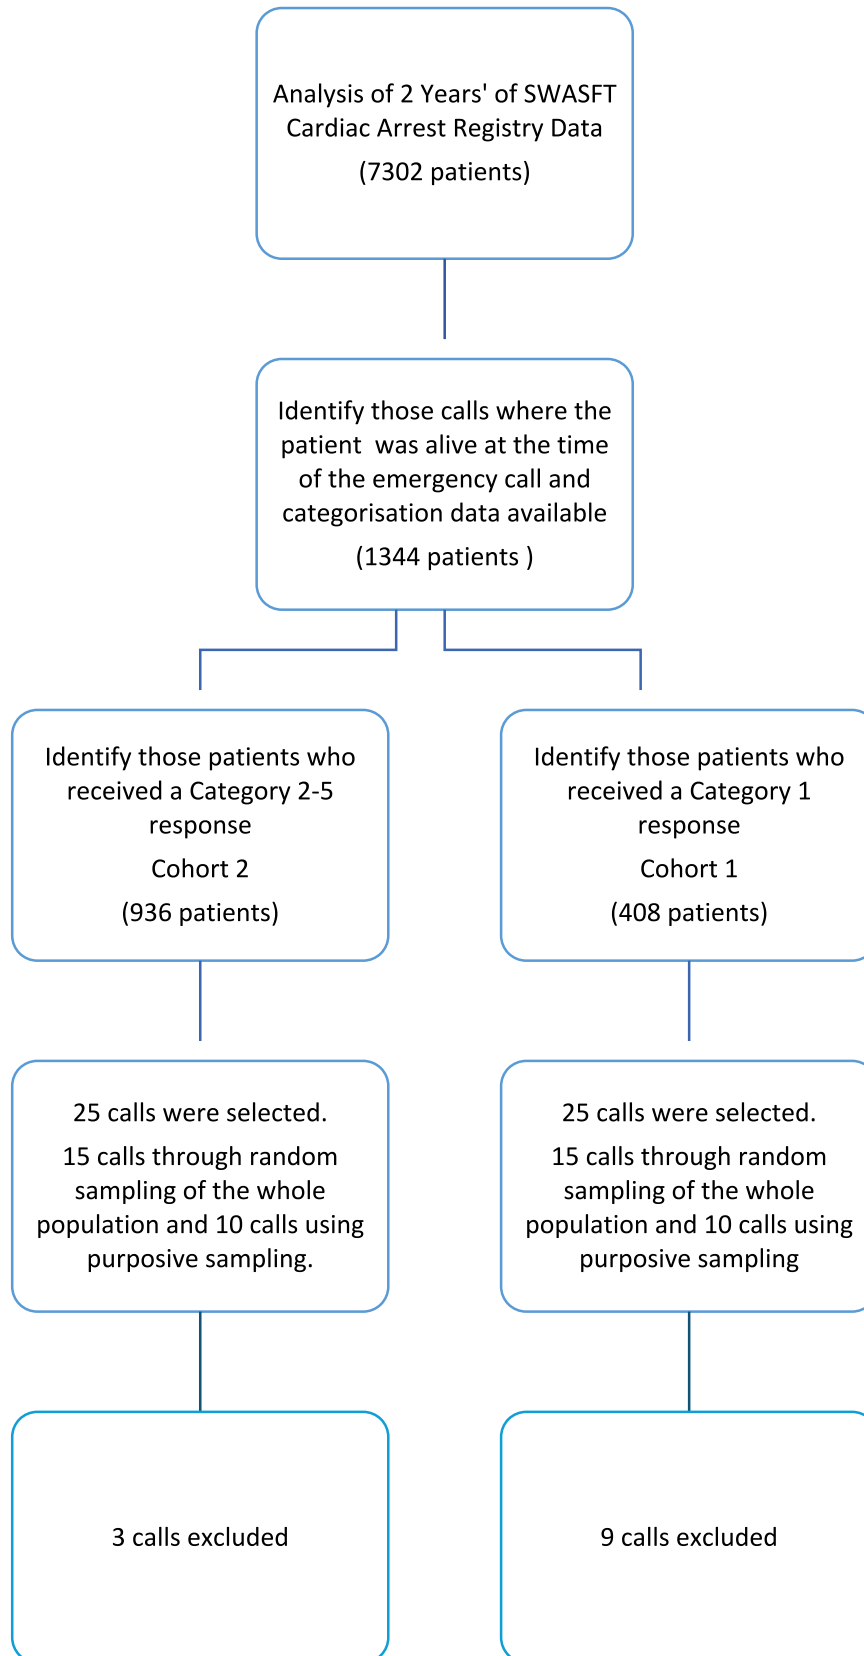 Analysis of 2 Years' of SWASFT
Cardiac Arrest Registry Data
(7302 patients)
Identify those calls where the
patient  was alive at the time
of the emergency call and
categorisation data available
(1344 patients )
Identify those patients who
received a Category 2-5
response
Cohort 2
(936 patients)
Identify those patients who
received a Category 1
response
Cohort 1
(408 patients)
25 calls were selected.
15 calls through random
sampling of the whole
population and 10 calls using
purposive sampling.
25 calls were selected.
15 calls through random
sampling of the whole
population and 10 calls using
purposive sampling
3 calls excluded
9 calls excluded